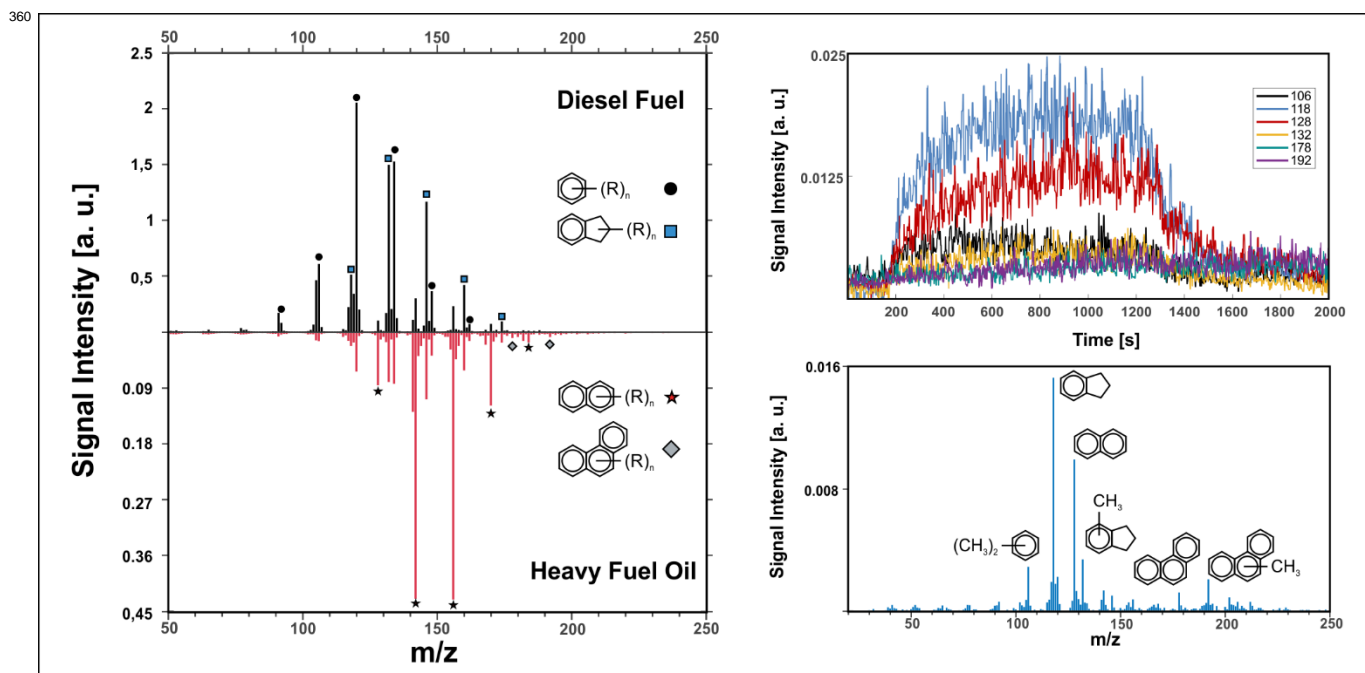 360
50 100 150 200 250
2.5
2
1.5
1
0,5
Diesel Fuel
(R)n
(R)n
Signal Intensity [a. u.]
0.09
0.18
0.27
0.36
0,45
(R)n
(R)n
Heavy Fuel Oil
50 100 150 200 250
m/z
0.025
0.0125
Signal Intensity [a. u.]
106
118
128
132
178
192
200 400 600 800 1000 1200 1400 1600 1800 2000
Time [s]
0.016
0.008
Signal Intensity [a. u.]
(CH3)2
CH3
CH3
50 100 150 200 250
m/z